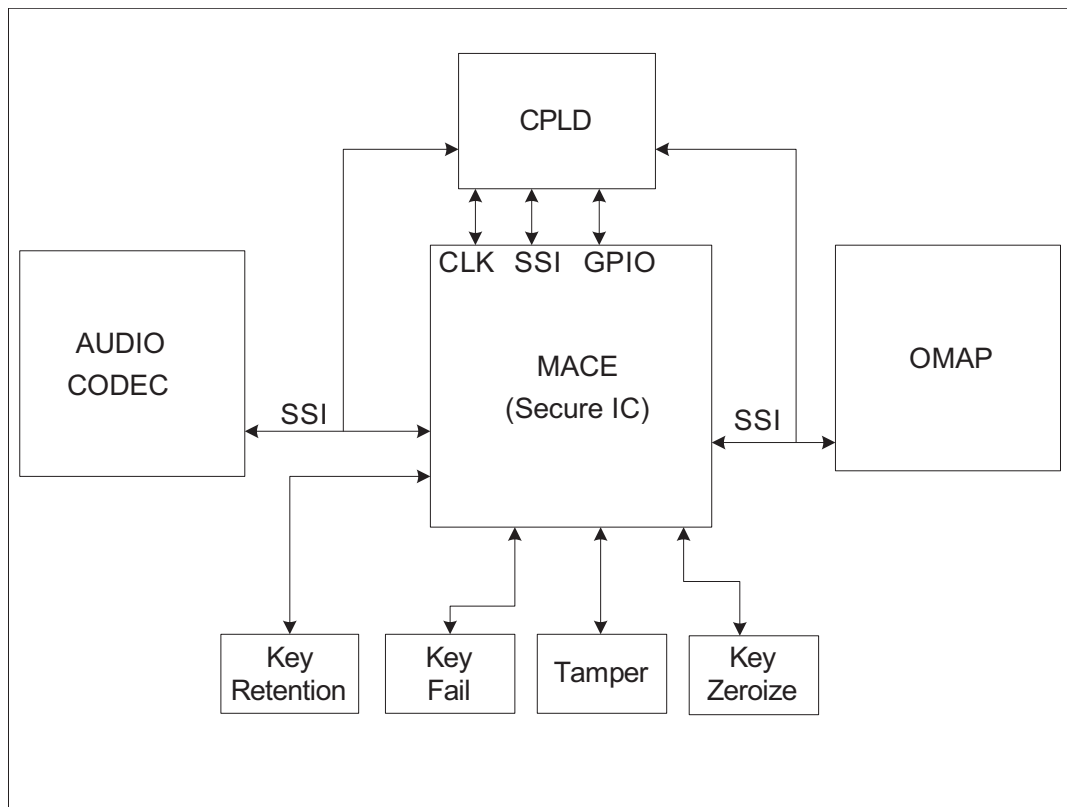 CPLD
CLK SSI GPIO
AUDIO
CODEC
MACE
(Secure IC)
OMAP
SSI
SSI
Key
Retention
Key
Fail
Tamper
Key
Zeroize